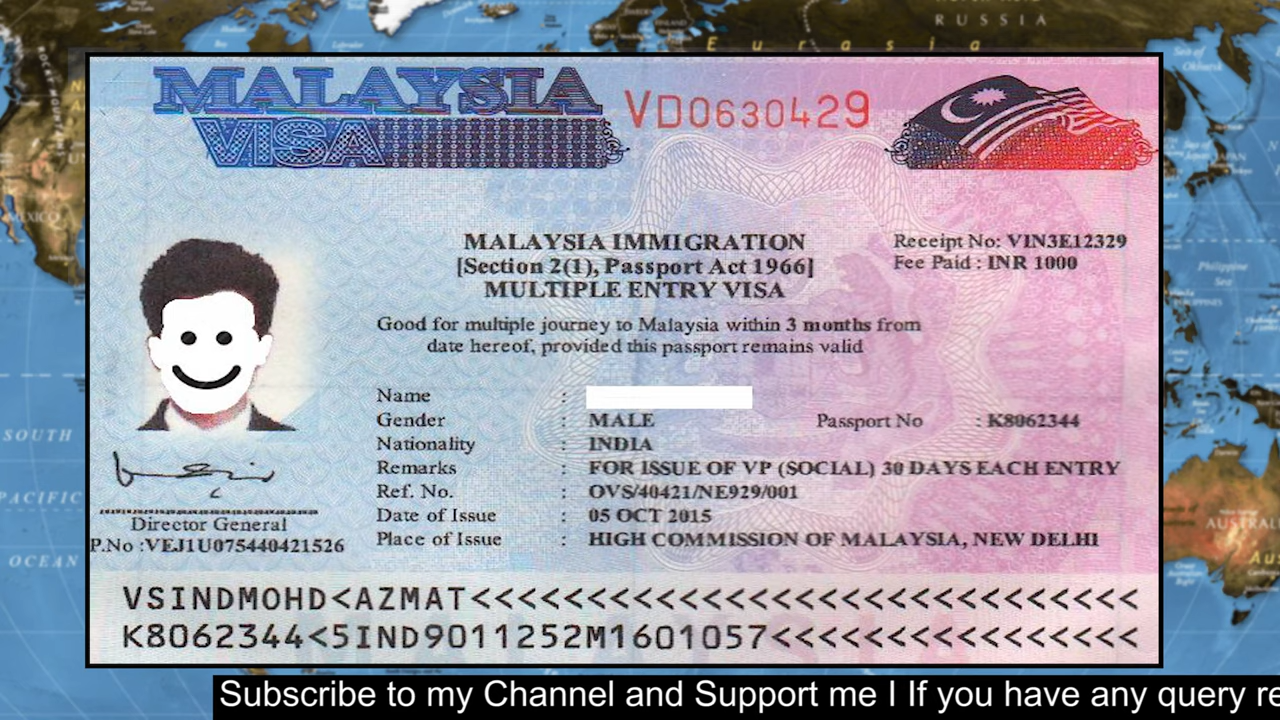 RUSSIA
Eurasia
MALAYSIA
VISA
VD0630429
MALAYSIA IMMIGRATION
[Section 2(1), Passport Act 1966]
MULTIPLE ENTRY VISA
Receipt No: VIN3E12329
Fee Paid : INR 1000
Good for multiple journey to Malaysia within 3 months from
date hereof, provided this passport remains valid
Name :
Gender : MALE Passport No : K8062344
Nationality : INDIA
Remarks : FOR ISSUE OF VP (SOCIAL) 30 DAYS EACH ENTRY
Ref. No. : OVS/40421/NE929/001
Date of Issue : 05 OCT 2015
Place of Issue : HIGH COMMISSION OF MALAYSIA, NEW DELHI
Director General
P.No :VEJ1U075440421526
VSINDMOHD<AZMAT<<<<<<<<<<<<<<<<<<<<<<<<<<<<<
K8062344<5IND9011252M1601057<<<<<<<<<<<<<<<<
SOUTH
PACIFIC
OCEAN
Subscribe to my Channel and Support me I If you have any query re